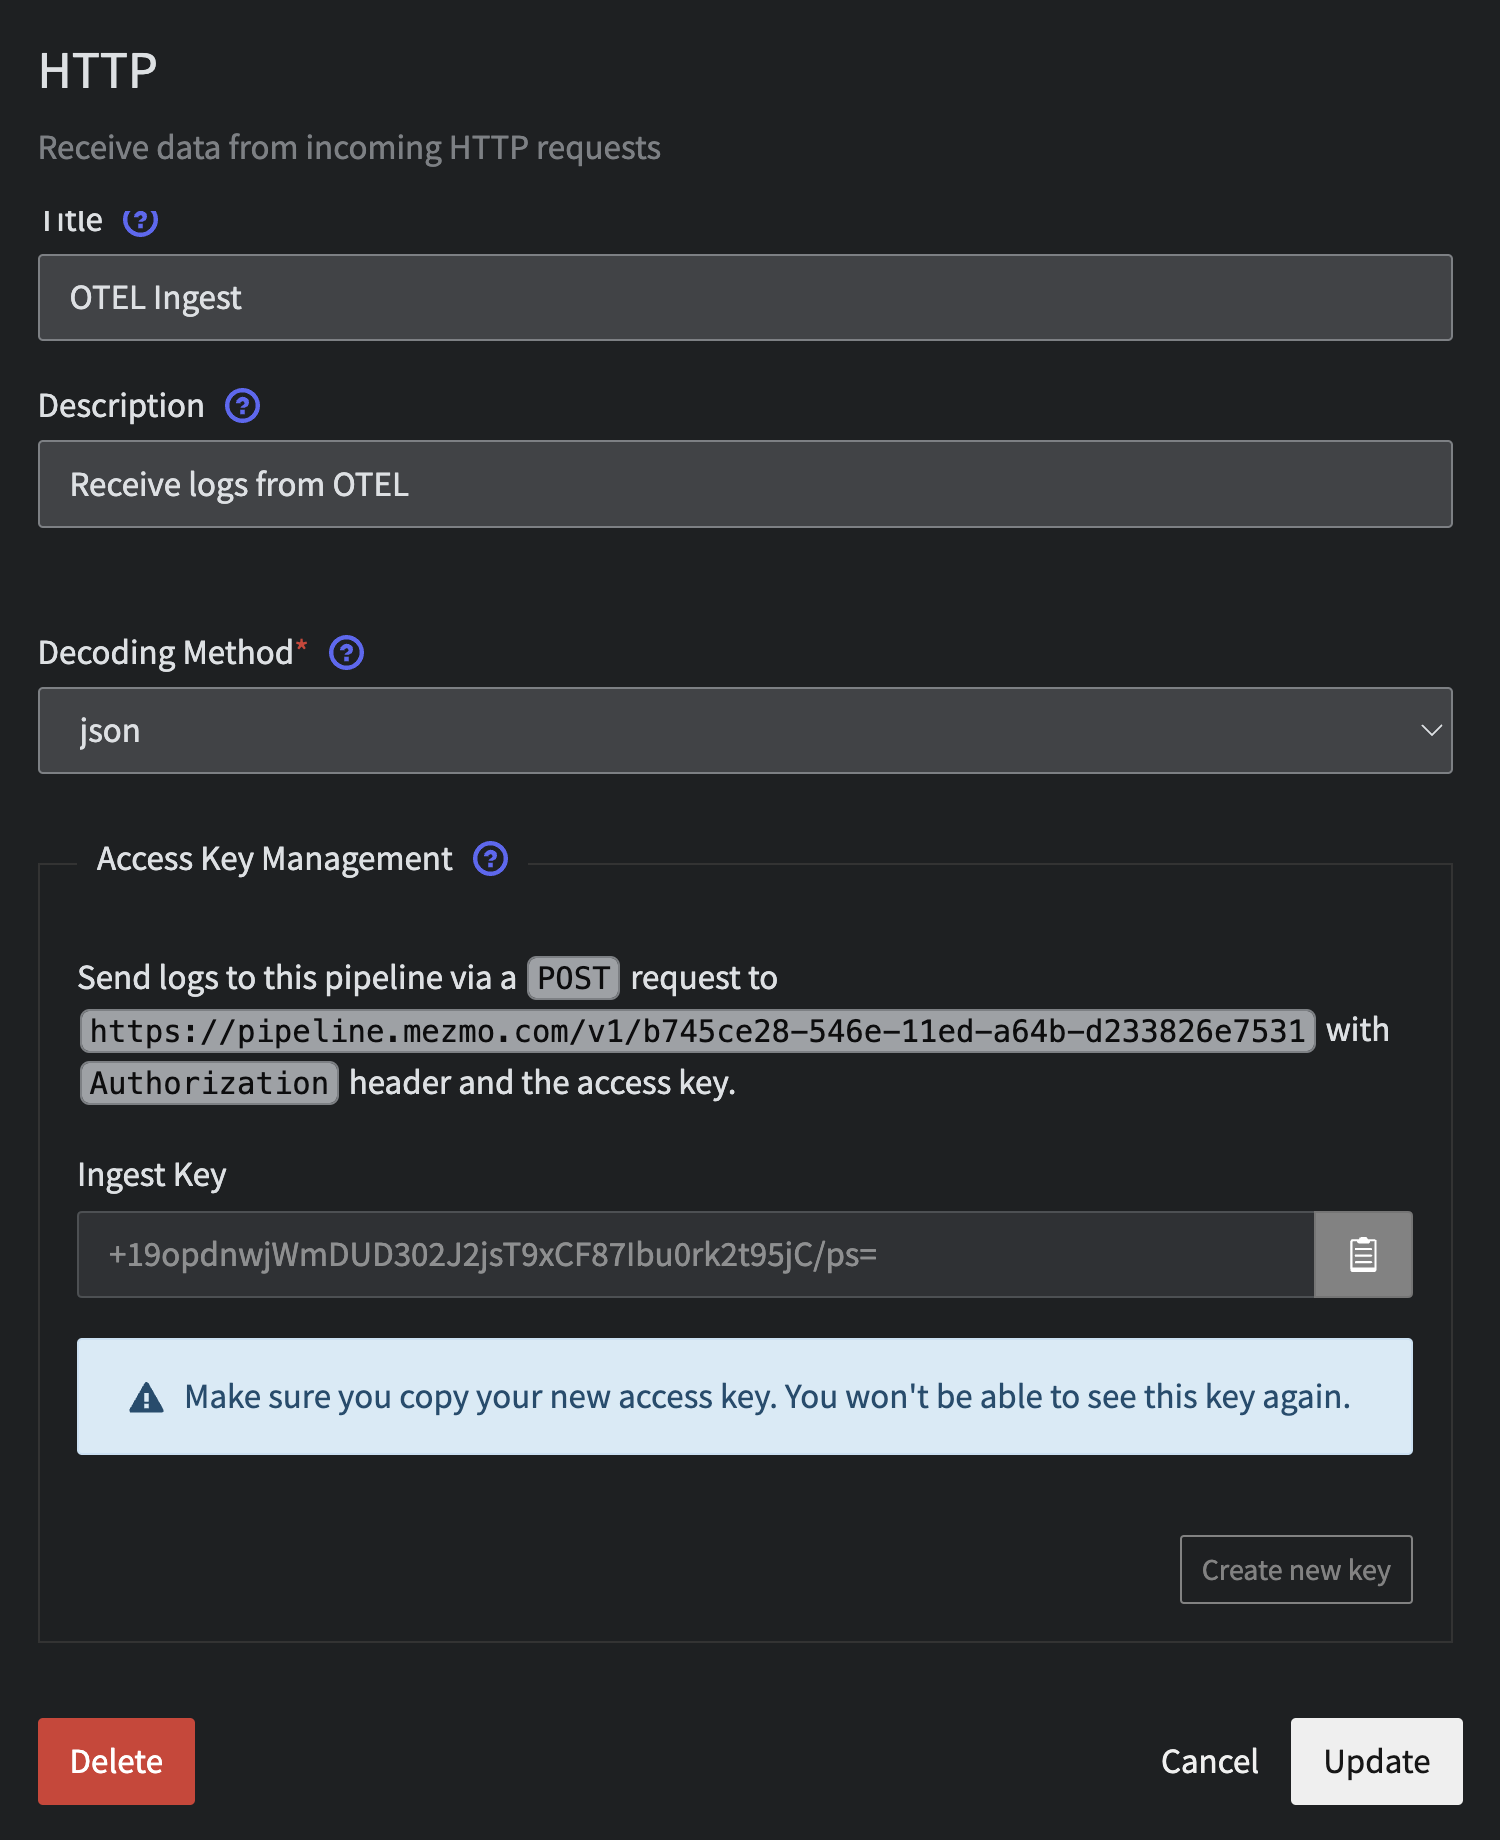 HTTP
Receive data from incoming HTTP requests
Title
OTEL Ingest
Description
Receive logs from OTEL
Decoding Method*
json
Access Key Management
Send logs to this pipeline via a POST request to
https://pipeline.mezmo.com/v1/b745ce28-546e-11ed-a64b-d233826e7531 with
Authorization header and the access key.
Ingest Key
+19opdnwjWmDUD302J2jsT9xCF87Ibu0rk2t95jC/ps=
Make sure you copy your new access key. You won't be able to see this key again.
Create new key
Delete
Cancel
Update